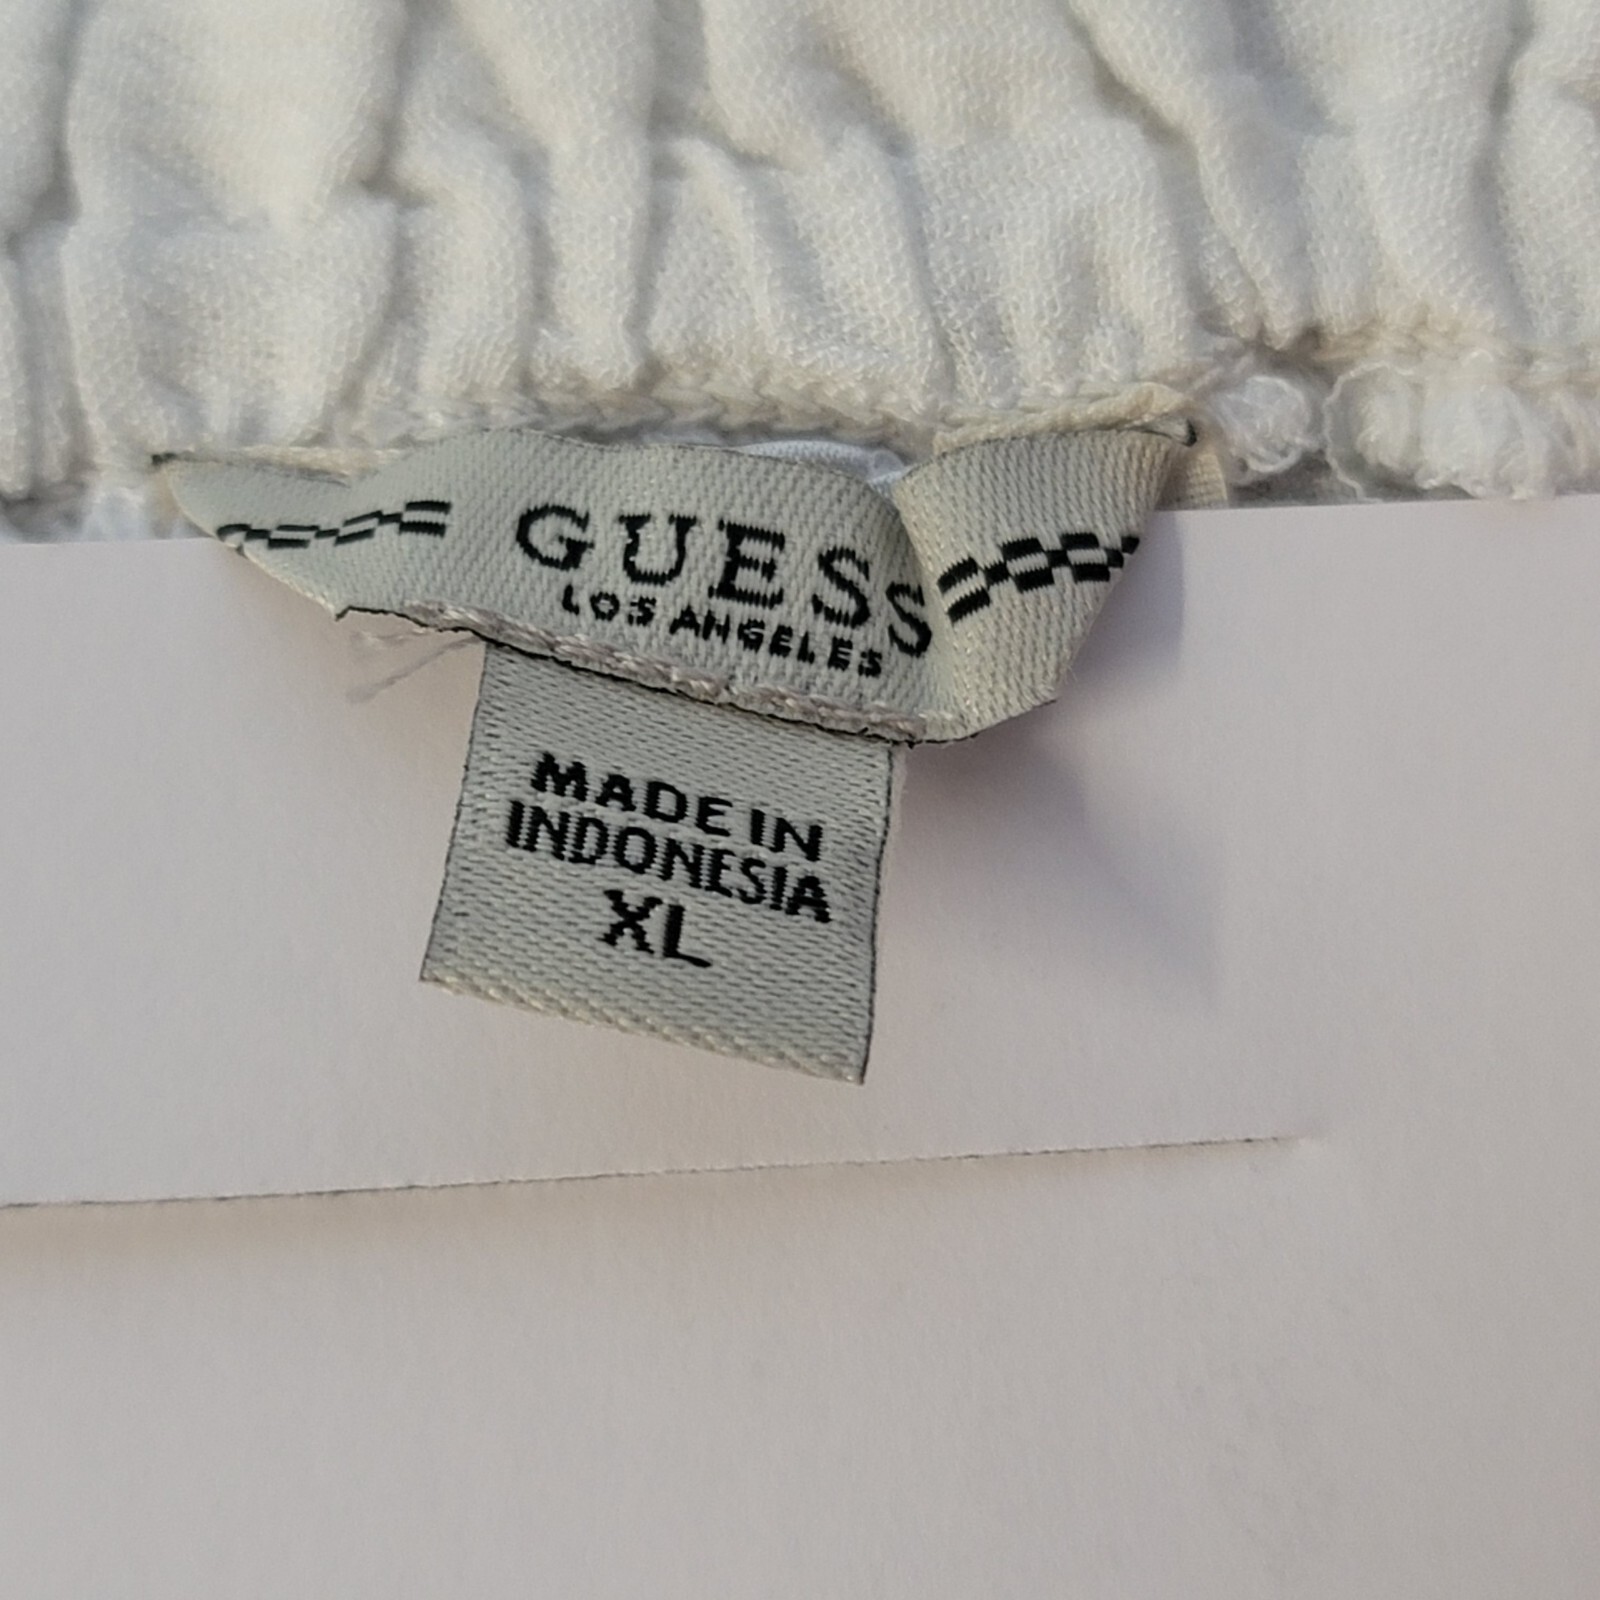 GUESS
LOS ANGELES
MADE IN
INDONESIA
XL